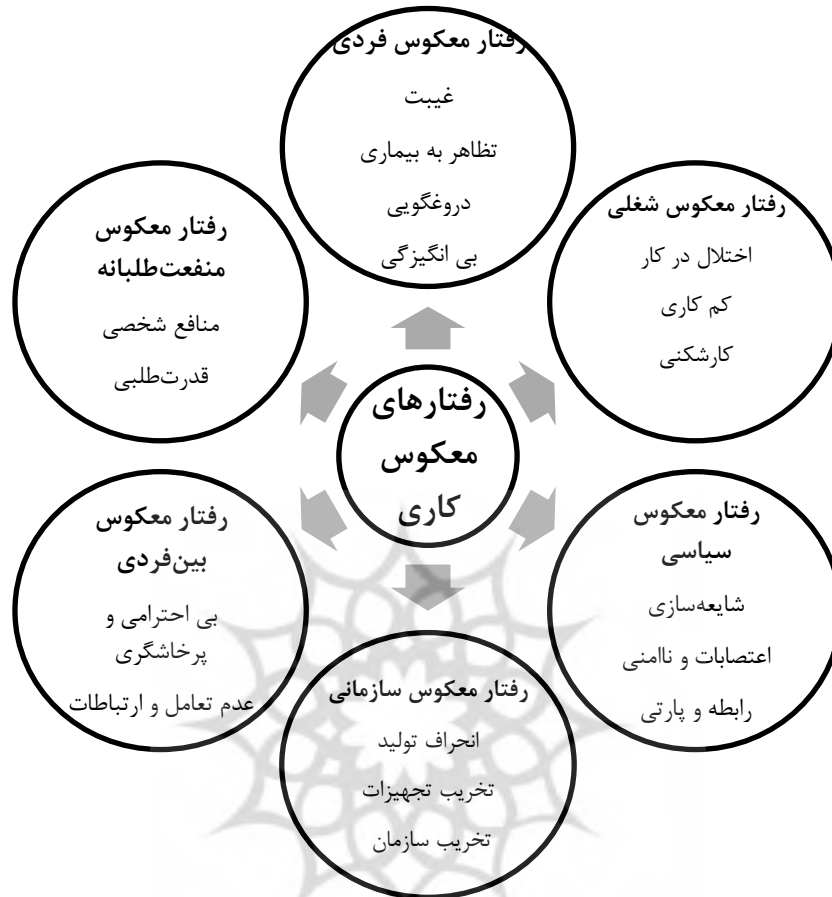 رفتار معکوس فردی
غیبت
تظاهر به بیماری
دروغگویی
بی انگیزگی
رفتار معکوس شغلی
اختلال در کار
کم کاری
کارشکنی
رفتار معکوس
منفعت‌طلبانه
منافع شخصی
قدرت‌طلبی
رفتارهای
معکوس
کاری
رفتار معکوس
سیاسی
شایعه‌سازی
اعتصابات و ناامنی
رابطه و پارتی
رفتار معکوس
بین‌فردی
بی احترامی و
پرخاشگری
عدم تعامل و ارتباطات
رفتار معکوس سازمانی
انحراف تولید
تخریب تجهیزات
تخریب سازمان